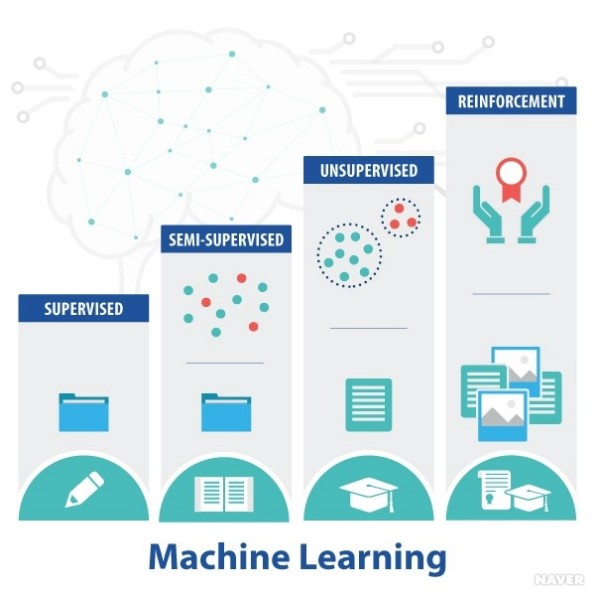 REINFORCEMENT
UNSUPERVISED
SEMI-SUPERVISED
SUPERVISED
Machine Learning
NAVER